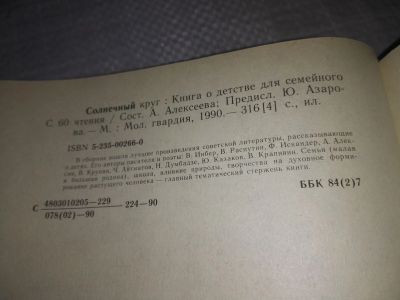 Солнечный круг : Книга о детстве для семейного
С 60 чтения / Сост. А. Алексеева; Предисл. Ю. Азаро-
ва. — М. : Мол. гвардия, 1990. — 316[4] с., ил.
ISBN 5-235-00266-0
В сборник вошли лучшие произведения советской литературы, рассказывающие
о детях. Его авторы писатели и поэты: В. Инбер, В. Распутин, Ф. Искандер, А. Алек-
син, В. Крупин, Ч. Айтматов, Н. Думбадзе, Ю. Казаков, В. Крапивин. Семья (малая
и большая родина), школа, влияние природы, творчества на духовное форми-
рование растущего человека — главный тематический стержень книги.
С 4803010205—229
078(02)—90 224—90
ББК 84(2)7